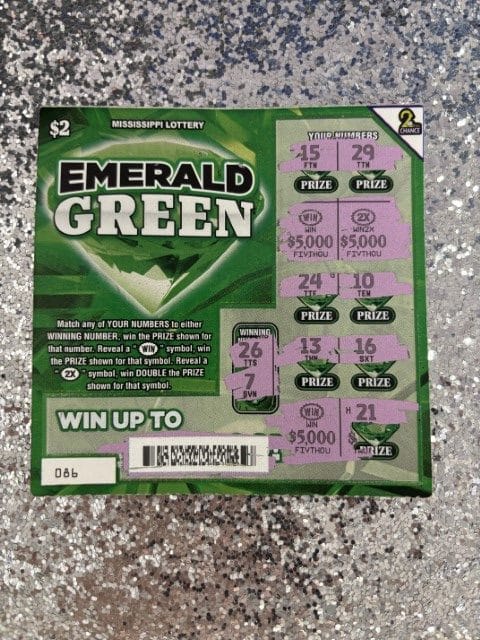 $2
MISSISSIPPI LOTTERY
2
CHANCE
EMERALD
GREEN
Match any of YOUR NUMBERS to either
WINNING NUMBER, win the PRIZE shown for
that number. Reveal a "WIN" symbol, win
the PRIZE shown for that symbol. Reveal a
"2X" symbol, win DOUBLE the PRIZE
shown for that symbol.
WINNING
26
7
SVN
YOUR NUMBERS
15 29
FTN TTN
PRIZE PRIZE
WIN 2X
WIN WIN2X
$5,000 $5,000
FIVTHOU FIVTHOU
24 10
TEN
PRIZE PRIZE
13 16
SXT
PRIZE PRIZE
WIN H 21
WIN
$5,000 $
FIVTHOU PRIZE
WIN UP TO
086